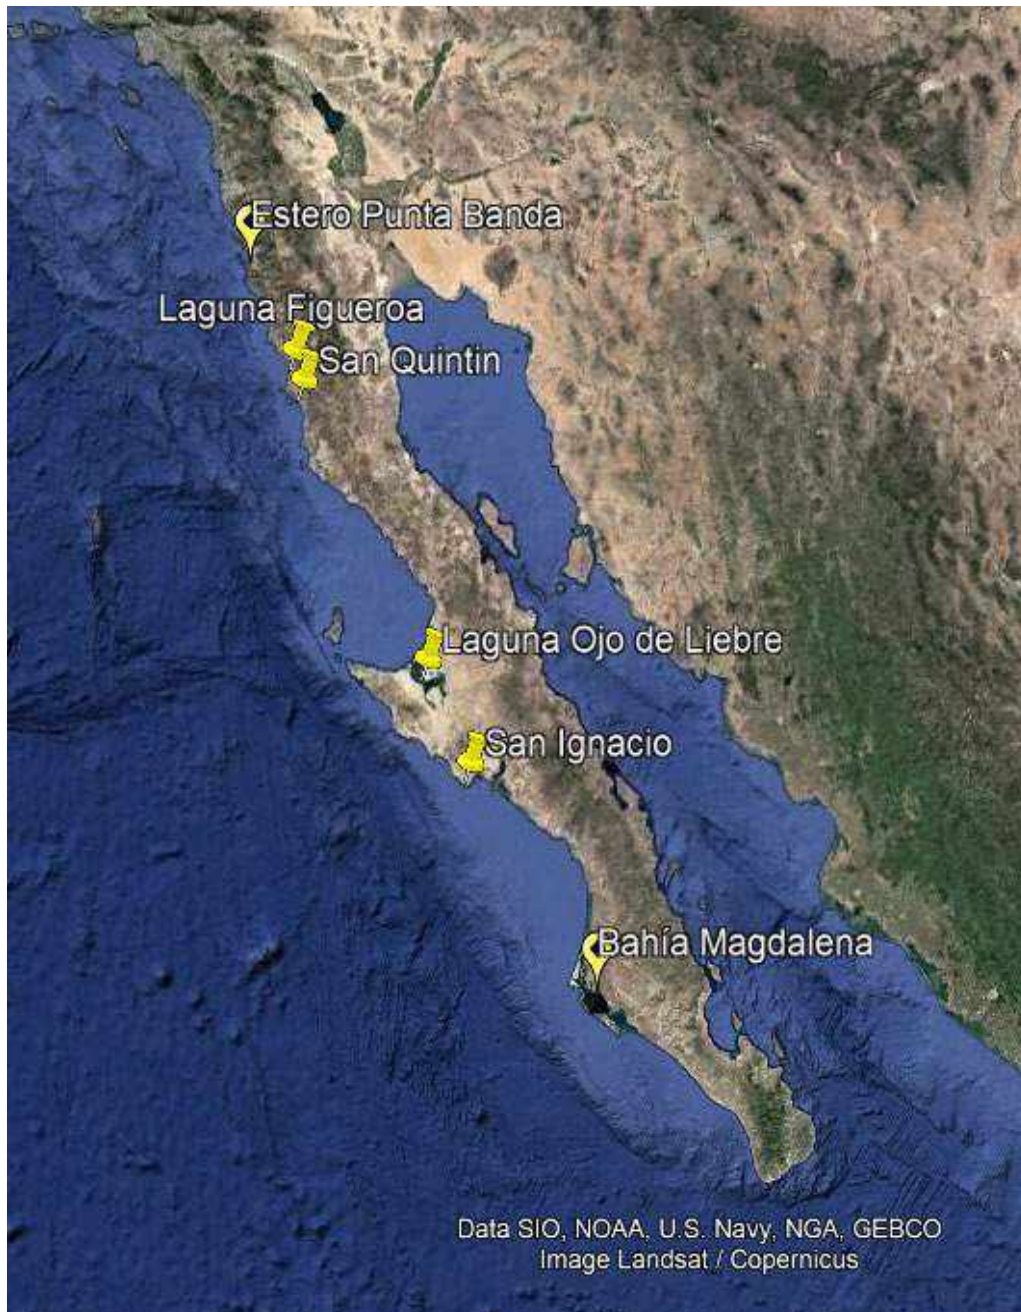 Estero Punta Banda
Laguna Figueroa
San Quintin
Laguna Ojo de Liebre
San Ignacio
Bahía Magdalena
Data SIO, NOAA, U.S. Navy, NGA, GEBCO
Image Landsat / Copernicus